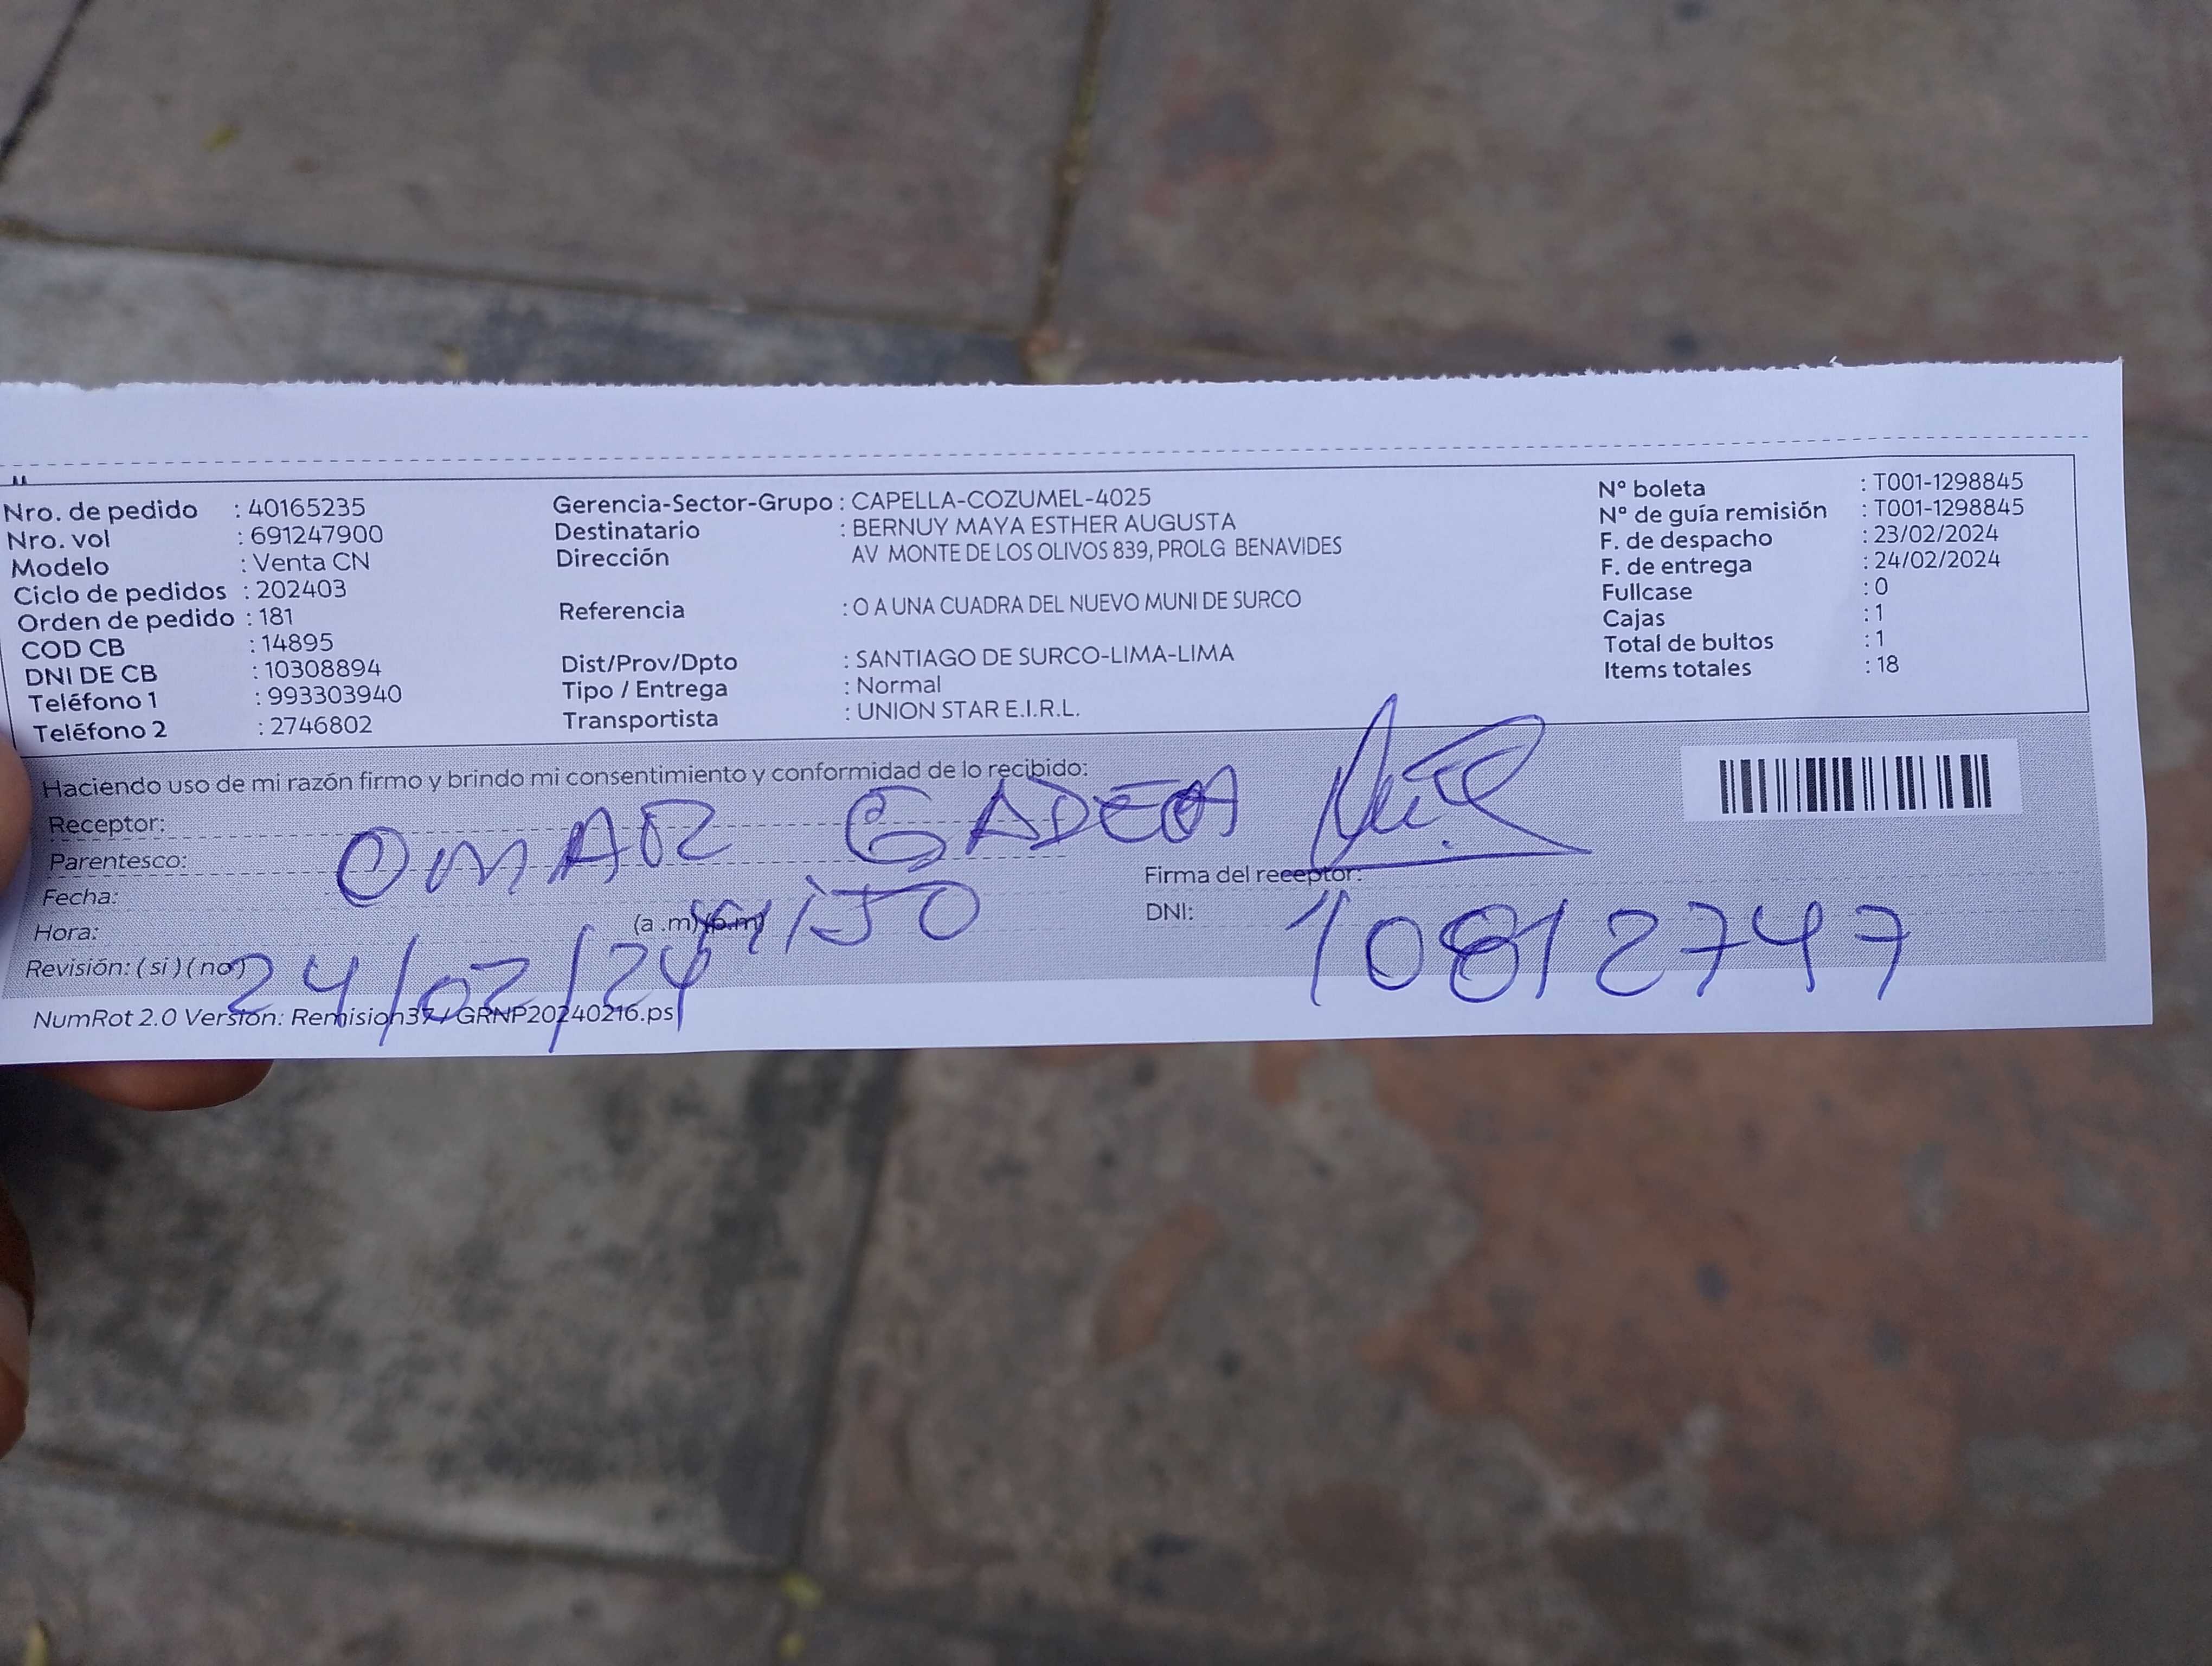 Nro. de pedido : 40165235
Nro. vol : 691247900
Modelo : Venta CN
Ciclo de pedidos : 202403
Orden de pedido : 181
COD CB : 14895
DNI DE CB : 10308894
Teléfono 1 : 993303940
Teléfono 2 : 2746802
Gerencia-Sector-Grupo : CAPELLA-COZUMEL-4025
Destinatario : BERNUY MAYA ESTHER AUGUSTA
Dirección AV MONTE DE LOS OLIVOS 839, PROLG BENAVIDES
Referencia : O A UNA CUADRA DEL NUEVO MUNI DE SURCO
Dist/Prov/Dpto : SANTIAGO DE SURCO-LIMA-LIMA
Tipo / Entrega : Normal
Transportista : UNION STAR E.I.R.L.
N° boleta : T001-1298845
N° de guía remisión : T001-1298845
F. de despacho : 23/02/2024
F. de entrega : 24/02/2024
Fullcase : 0
Cajas : 1
Total de bultos : 1
Items totales : 18
Haciendo uso de mi razón firmo y brindo mi consentimiento y conformidad de lo recibido:
Receptor: OMAR GADEA
Parentesco: HIJO
Fecha: 24/02/24
Hora: (a .m) (p.m)
Revisión: ( si ) ( no )
Firma del receptor:
DNI: 10812747
NumRot 2.0 Version: Remision37 / GRNP20240216.ps